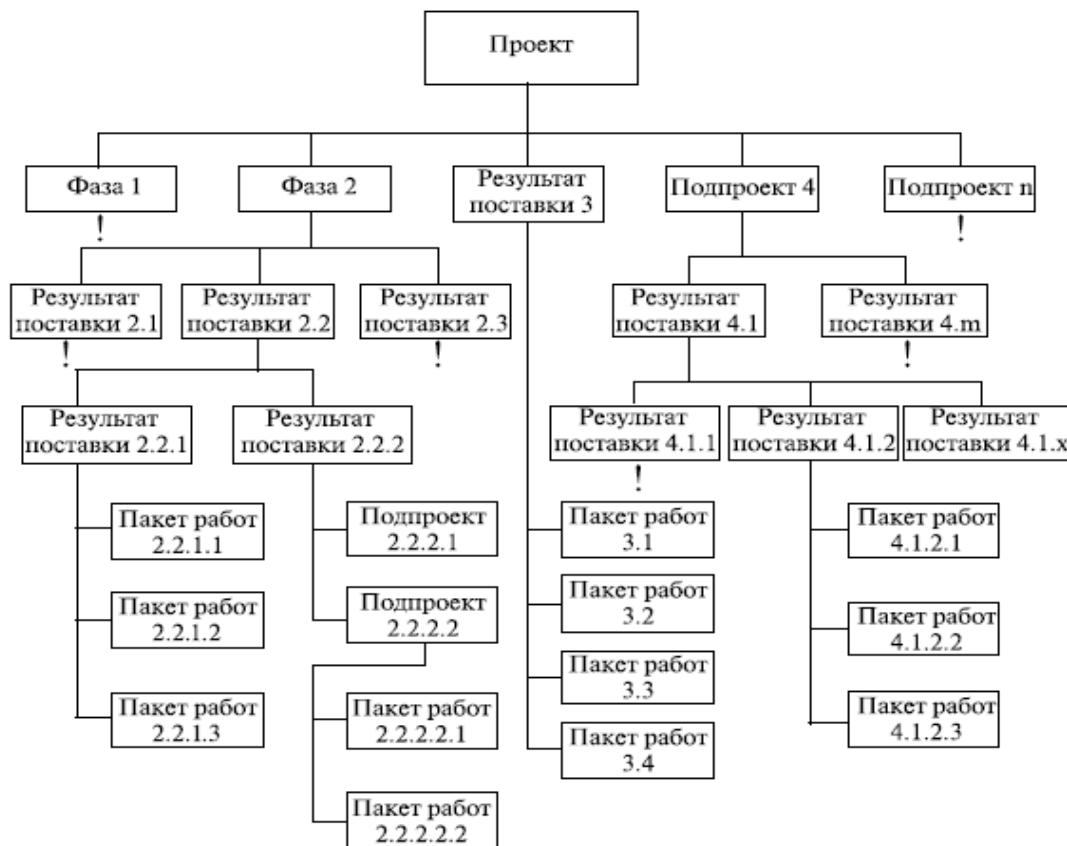 Проект
Фаза 1
Фаза 2
Результат
поставки 3
Подпроект 4
Подпроект n
!
!
Результат
поставки 2.1
Результат
поставки 2.2
Результат
поставки 2.3
Результат
поставки 4.1
Результат
поставки 4.m
!
!
!
Результат
поставки 2.2.1
Результат
поставки 2.2.2
Результат
поставки 4.1.1
Результат
поставки 4.1.2
Результат
поставки 4.1.x
!
Пакет работ
2.2.1.1
Подпроект
2.2.2.1
Пакет работ
3.1
Пакет работ
4.1.2.1
Пакет работ
2.2.1.2
Подпроект
2.2.2.2
Пакет работ
3.2
Пакет работ
4.1.2.2
Пакет работ
2.2.1.3
Пакет работ
2.2.2.2.1
Пакет работ
3.3
Пакет работ
4.1.2.3
Пакет работ
3.4
Пакет работ
2.2.2.2.2